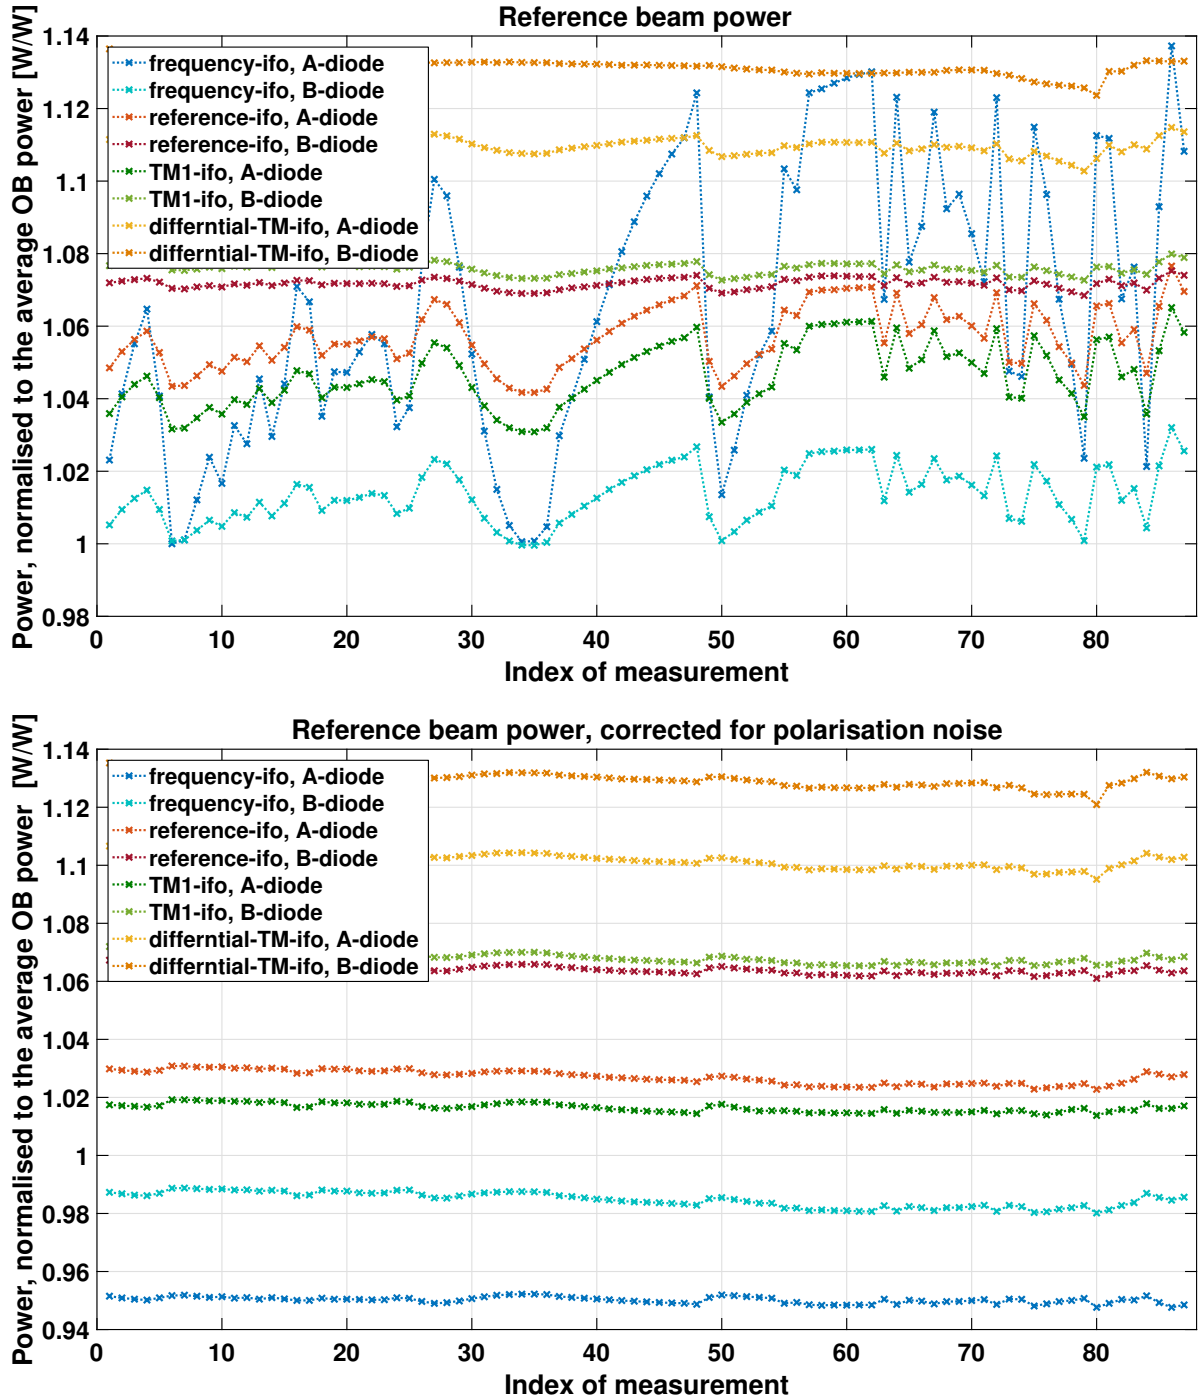 Reference beam power
Power, normalised to the average OB power [W/W]
1.14
1.12
1.1
1.08
1.06
1.04
1.02
1
0.98
frequency-ifo, A-diode
frequency-ifo, B-diode
reference-ifo, A-diode
reference-ifo, B-diode
TM1-ifo, A-diode
TM1-ifo, B-diode
differntial-TM-ifo, A-diode
differntial-TM-ifo, B-diode
0 10 20 30 40 50 60 70 80
Index of measurement
Reference beam power, corrected for polarisation noise
Power, normalised to the average OB power [W/W]
1.14
1.12
1.1
1.08
1.06
1.04
1.02
1
0.98
0.96
0.94
frequency-ifo, A-diode
frequency-ifo, B-diode
reference-ifo, A-diode
reference-ifo, B-diode
TM1-ifo, A-diode
TM1-ifo, B-diode
differntial-TM-ifo, A-diode
differntial-TM-ifo, B-diode
0 10 20 30 40 50 60 70 80
Index of measurement